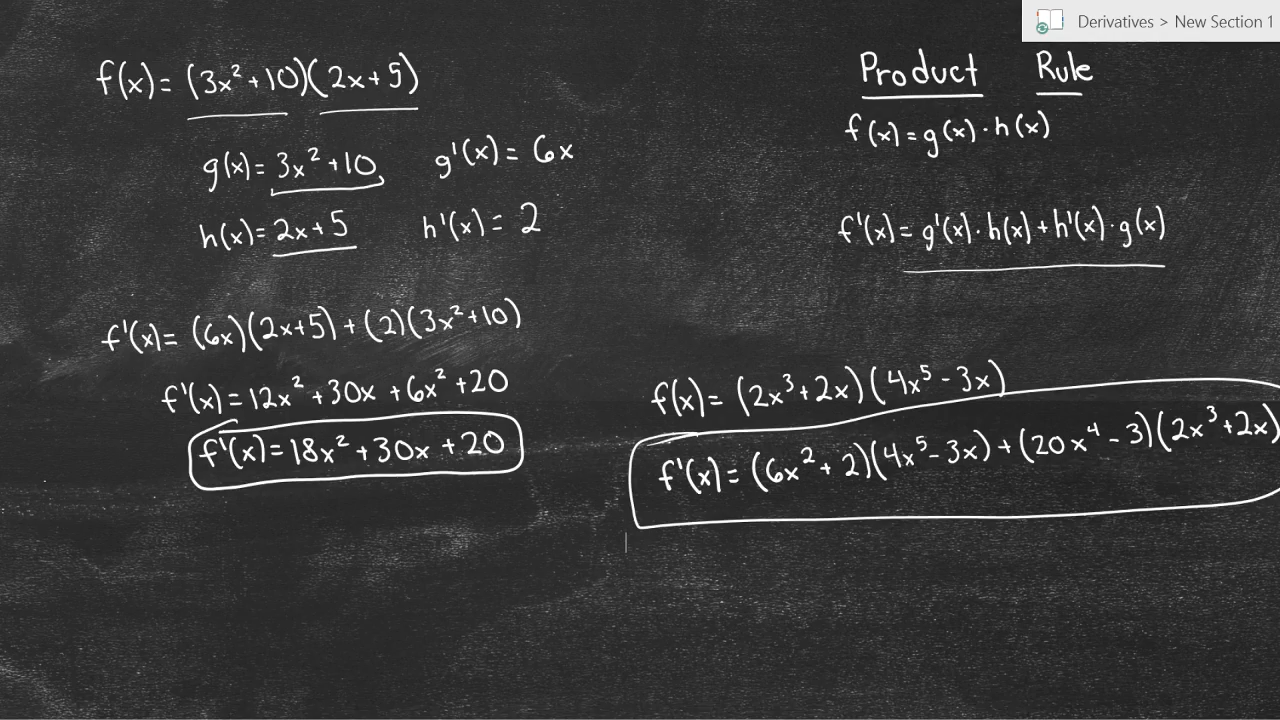 Derivatives > New Section 1
f(x) = (3x² + 10)(2x + 5)
g(x) = 3x² + 10 g'(x) = 6x
h(x) = 2x + 5 h'(x) = 2
f'(x) = (6x)(2x+5) + (2)(3x² + 10)
f'(x) = 12x² + 30x + 6x² + 20
f'(x) = 18x² + 30x + 20
Product Rule
f(x) = g(x) · h(x)
f'(x) = g'(x) · h(x) + h'(x) · g(x)
f(x) = (2x³ + 2x)(4x⁵ - 3x)
f'(x) = (6x² + 2)(4x⁵ - 3x) + (20x⁴ - 3)(2x³ + 2x)